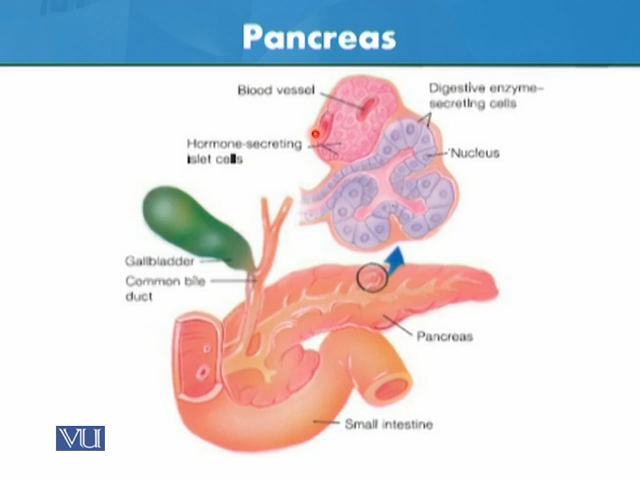 Pancreas
Blood vessel
Digestive enzyme-
secreting cells
Hormone-secreting
islet cells
Nucleus
Gallbladder
Common bile
duct
Pancreas
Small intestine
VU